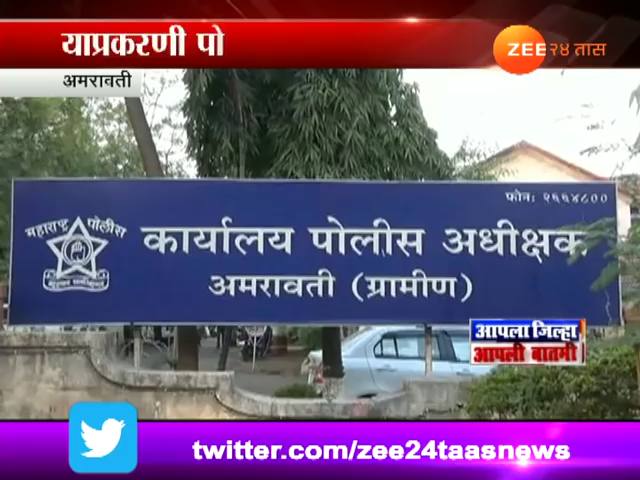 याप्रकरणी पो
ZEE २४ तास
अमरावती
फोन: २६६४८००
महाराष्ट्र पोलीस
कार्यालय पोलीस अधीक्षक
अमरावती (ग्रामीण)
आपला जिल्हा
आपली बातमी
twitter.com/zee24taasnews